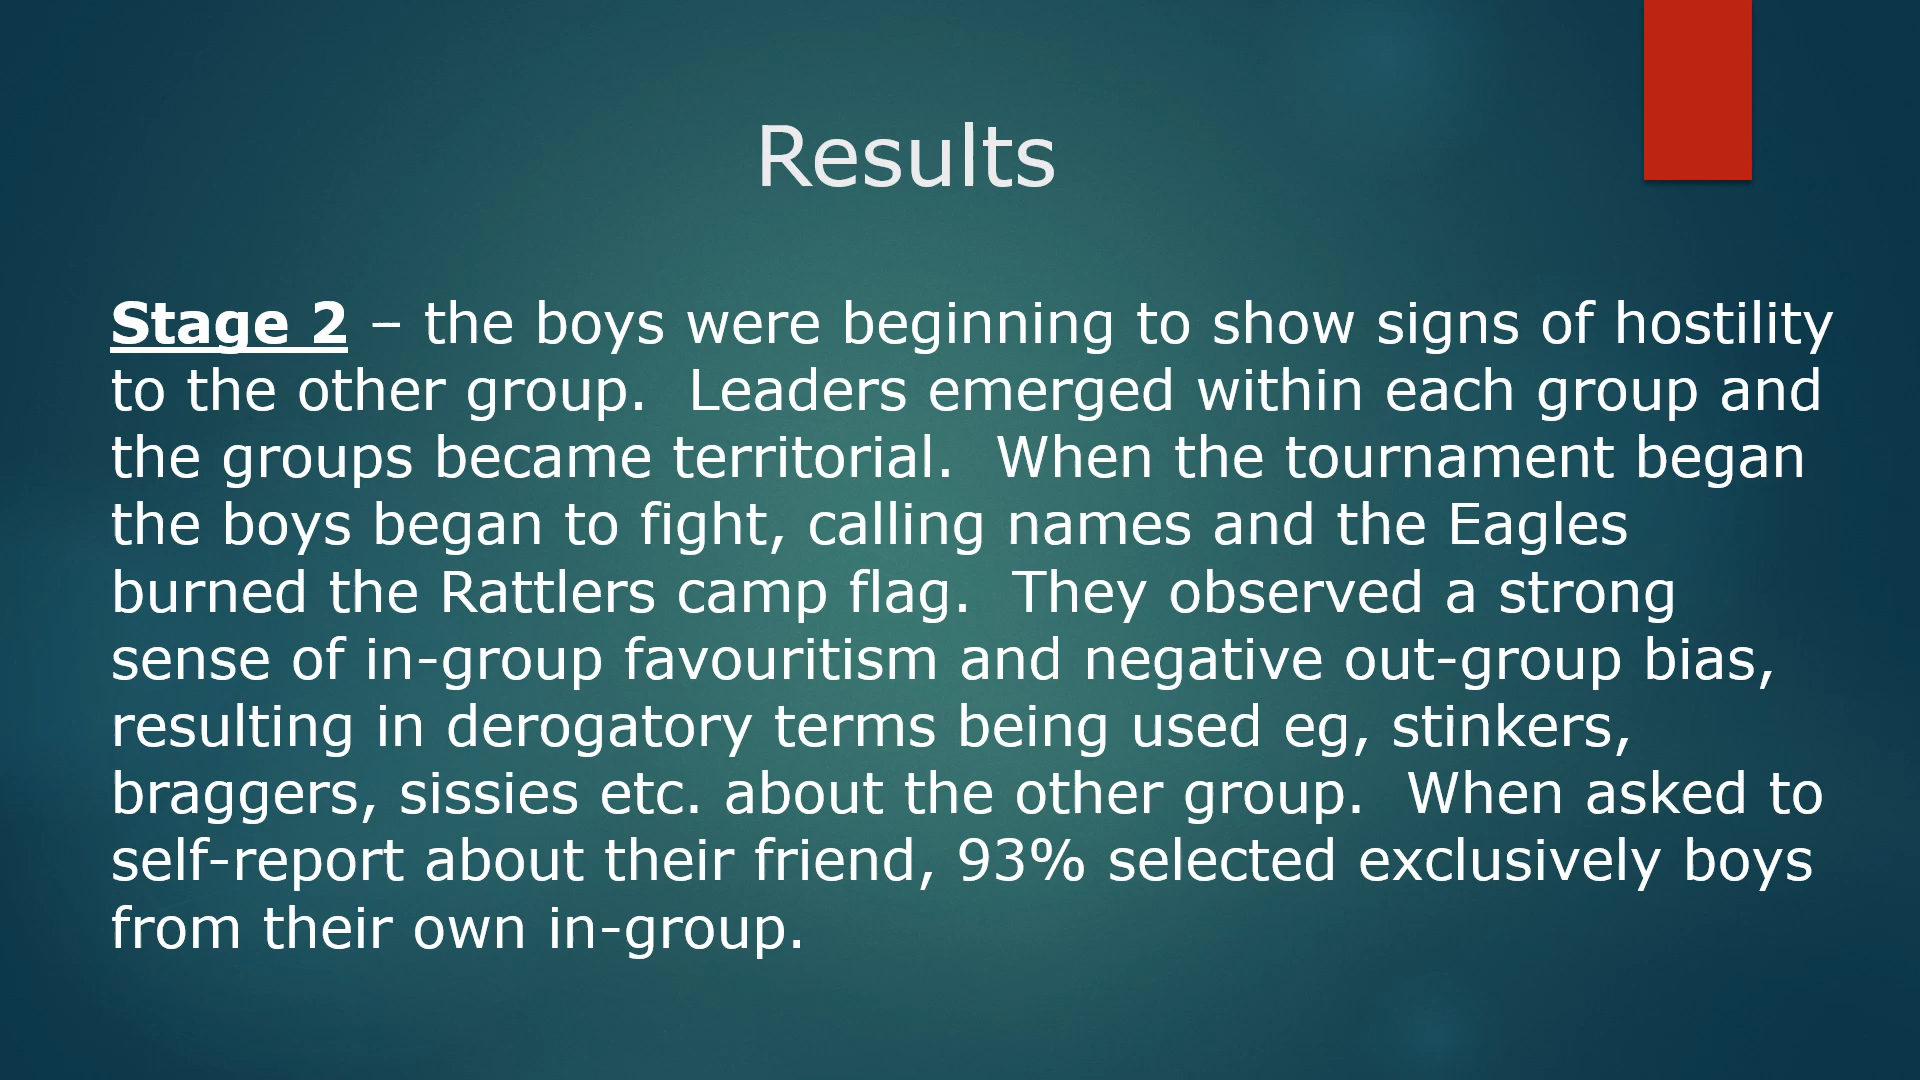 Results
Stage 2 – the boys were beginning to show signs of hostility
to the other group.  Leaders emerged within each group and
the groups became territorial.  When the tournament began
the boys began to fight, calling names and the Eagles
burned the Rattlers camp flag.  They observed a strong
sense of in-group favouritism and negative out-group bias,
resulting in derogatory terms being used eg, stinkers,
braggers, sissies etc. about the other group.  When asked to
self-report about their friend, 93% selected exclusively boys
from their own in-group.